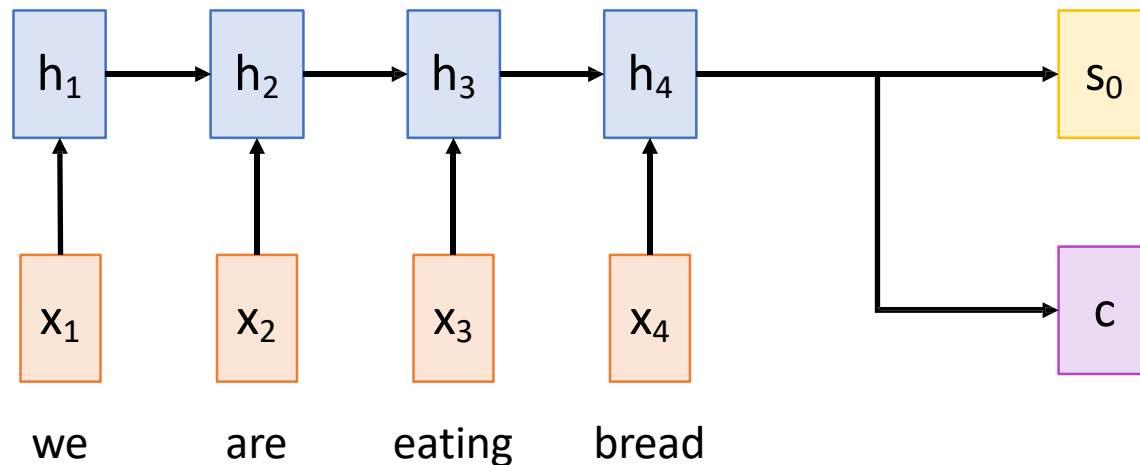 h₁ h₂ h₃ h₄ s₀
x₁ x₂ x₃ x₄ c
we are eating bread